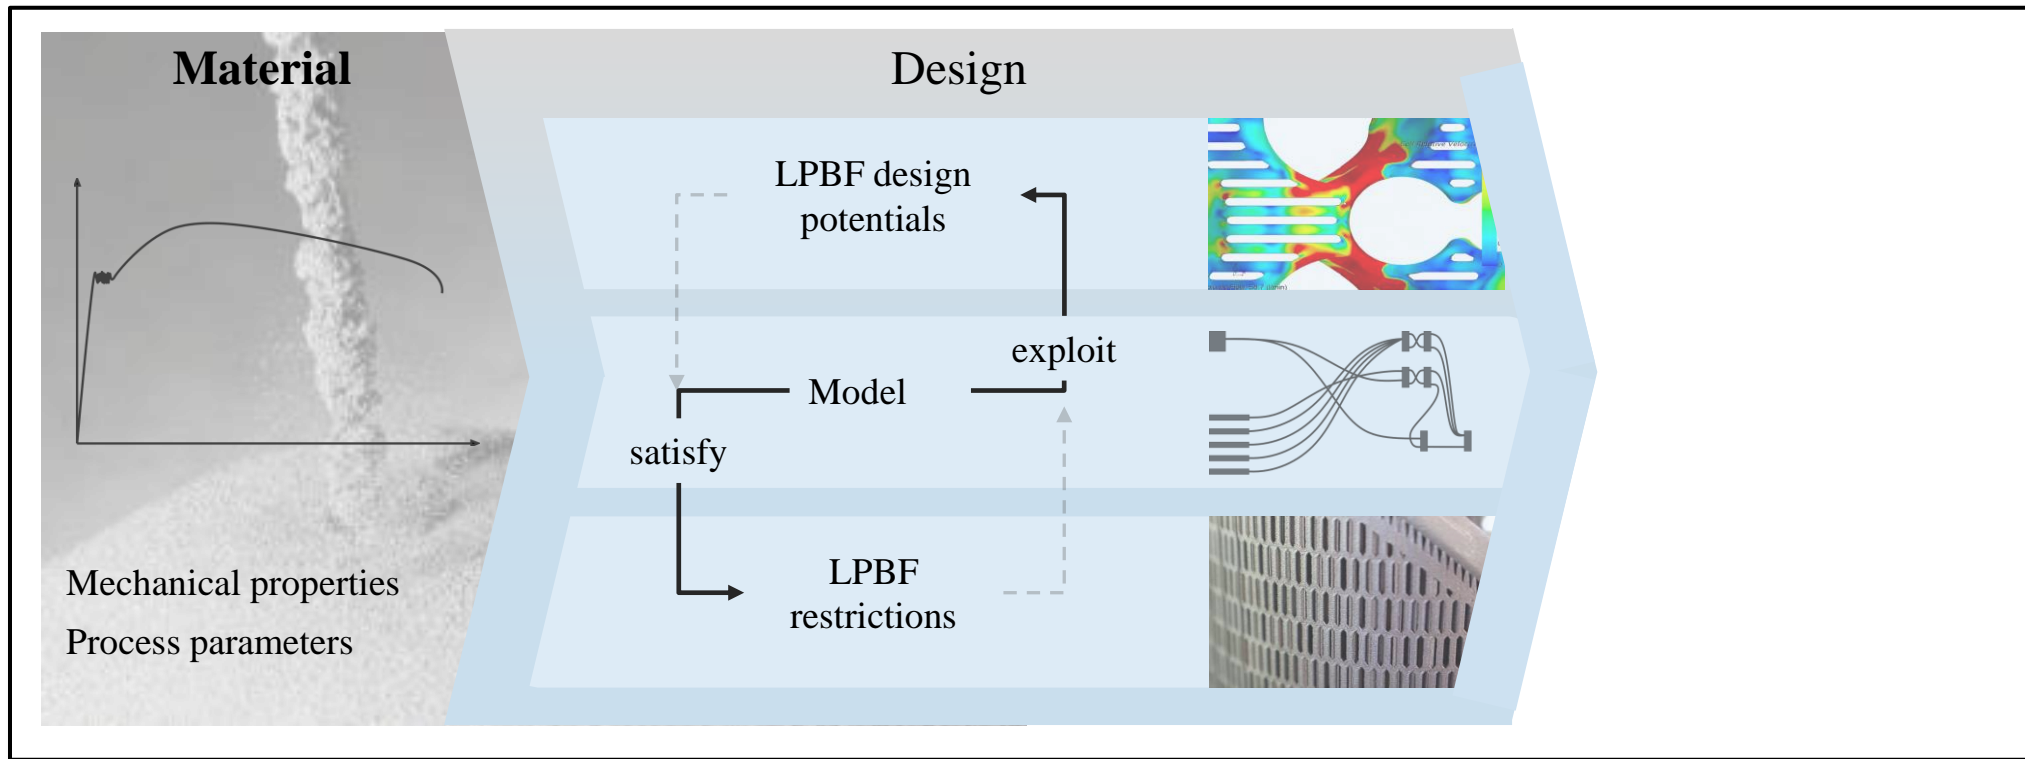 Material
Design
LPBF design
potentials
exploit
Model
satisfy
LPBF
restrictions
Mechanical properties
Process parameters